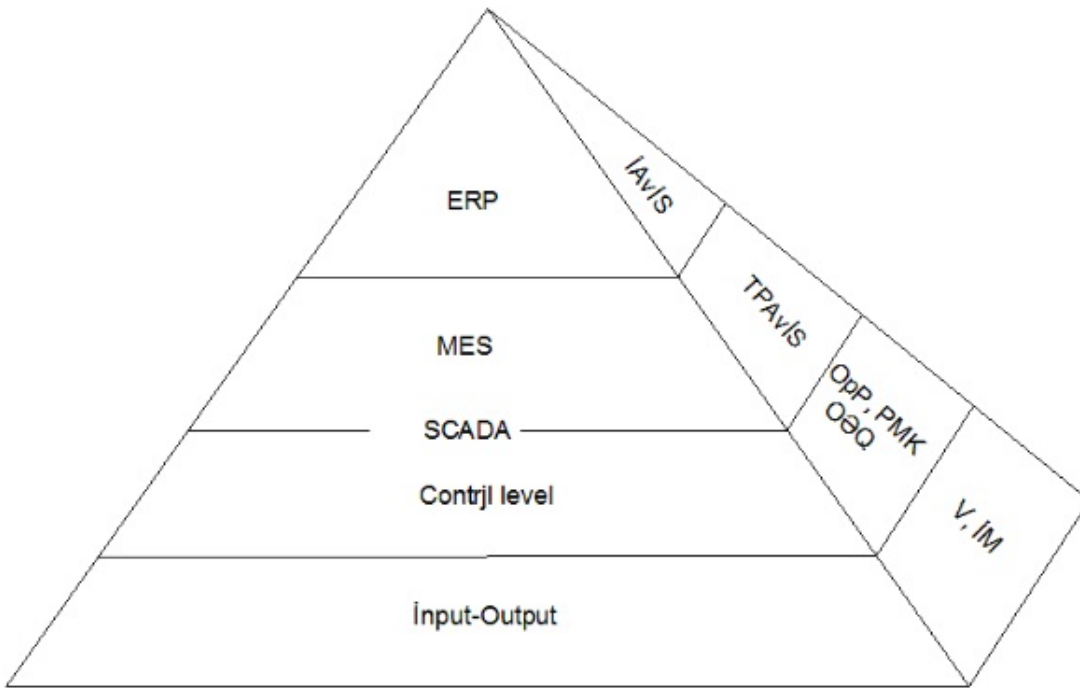 ERP
İAvİS
MES
TPAvİS
SCADA
OpP, PMK
OƏQ
Contrjl level
V, İM
İnput-Output